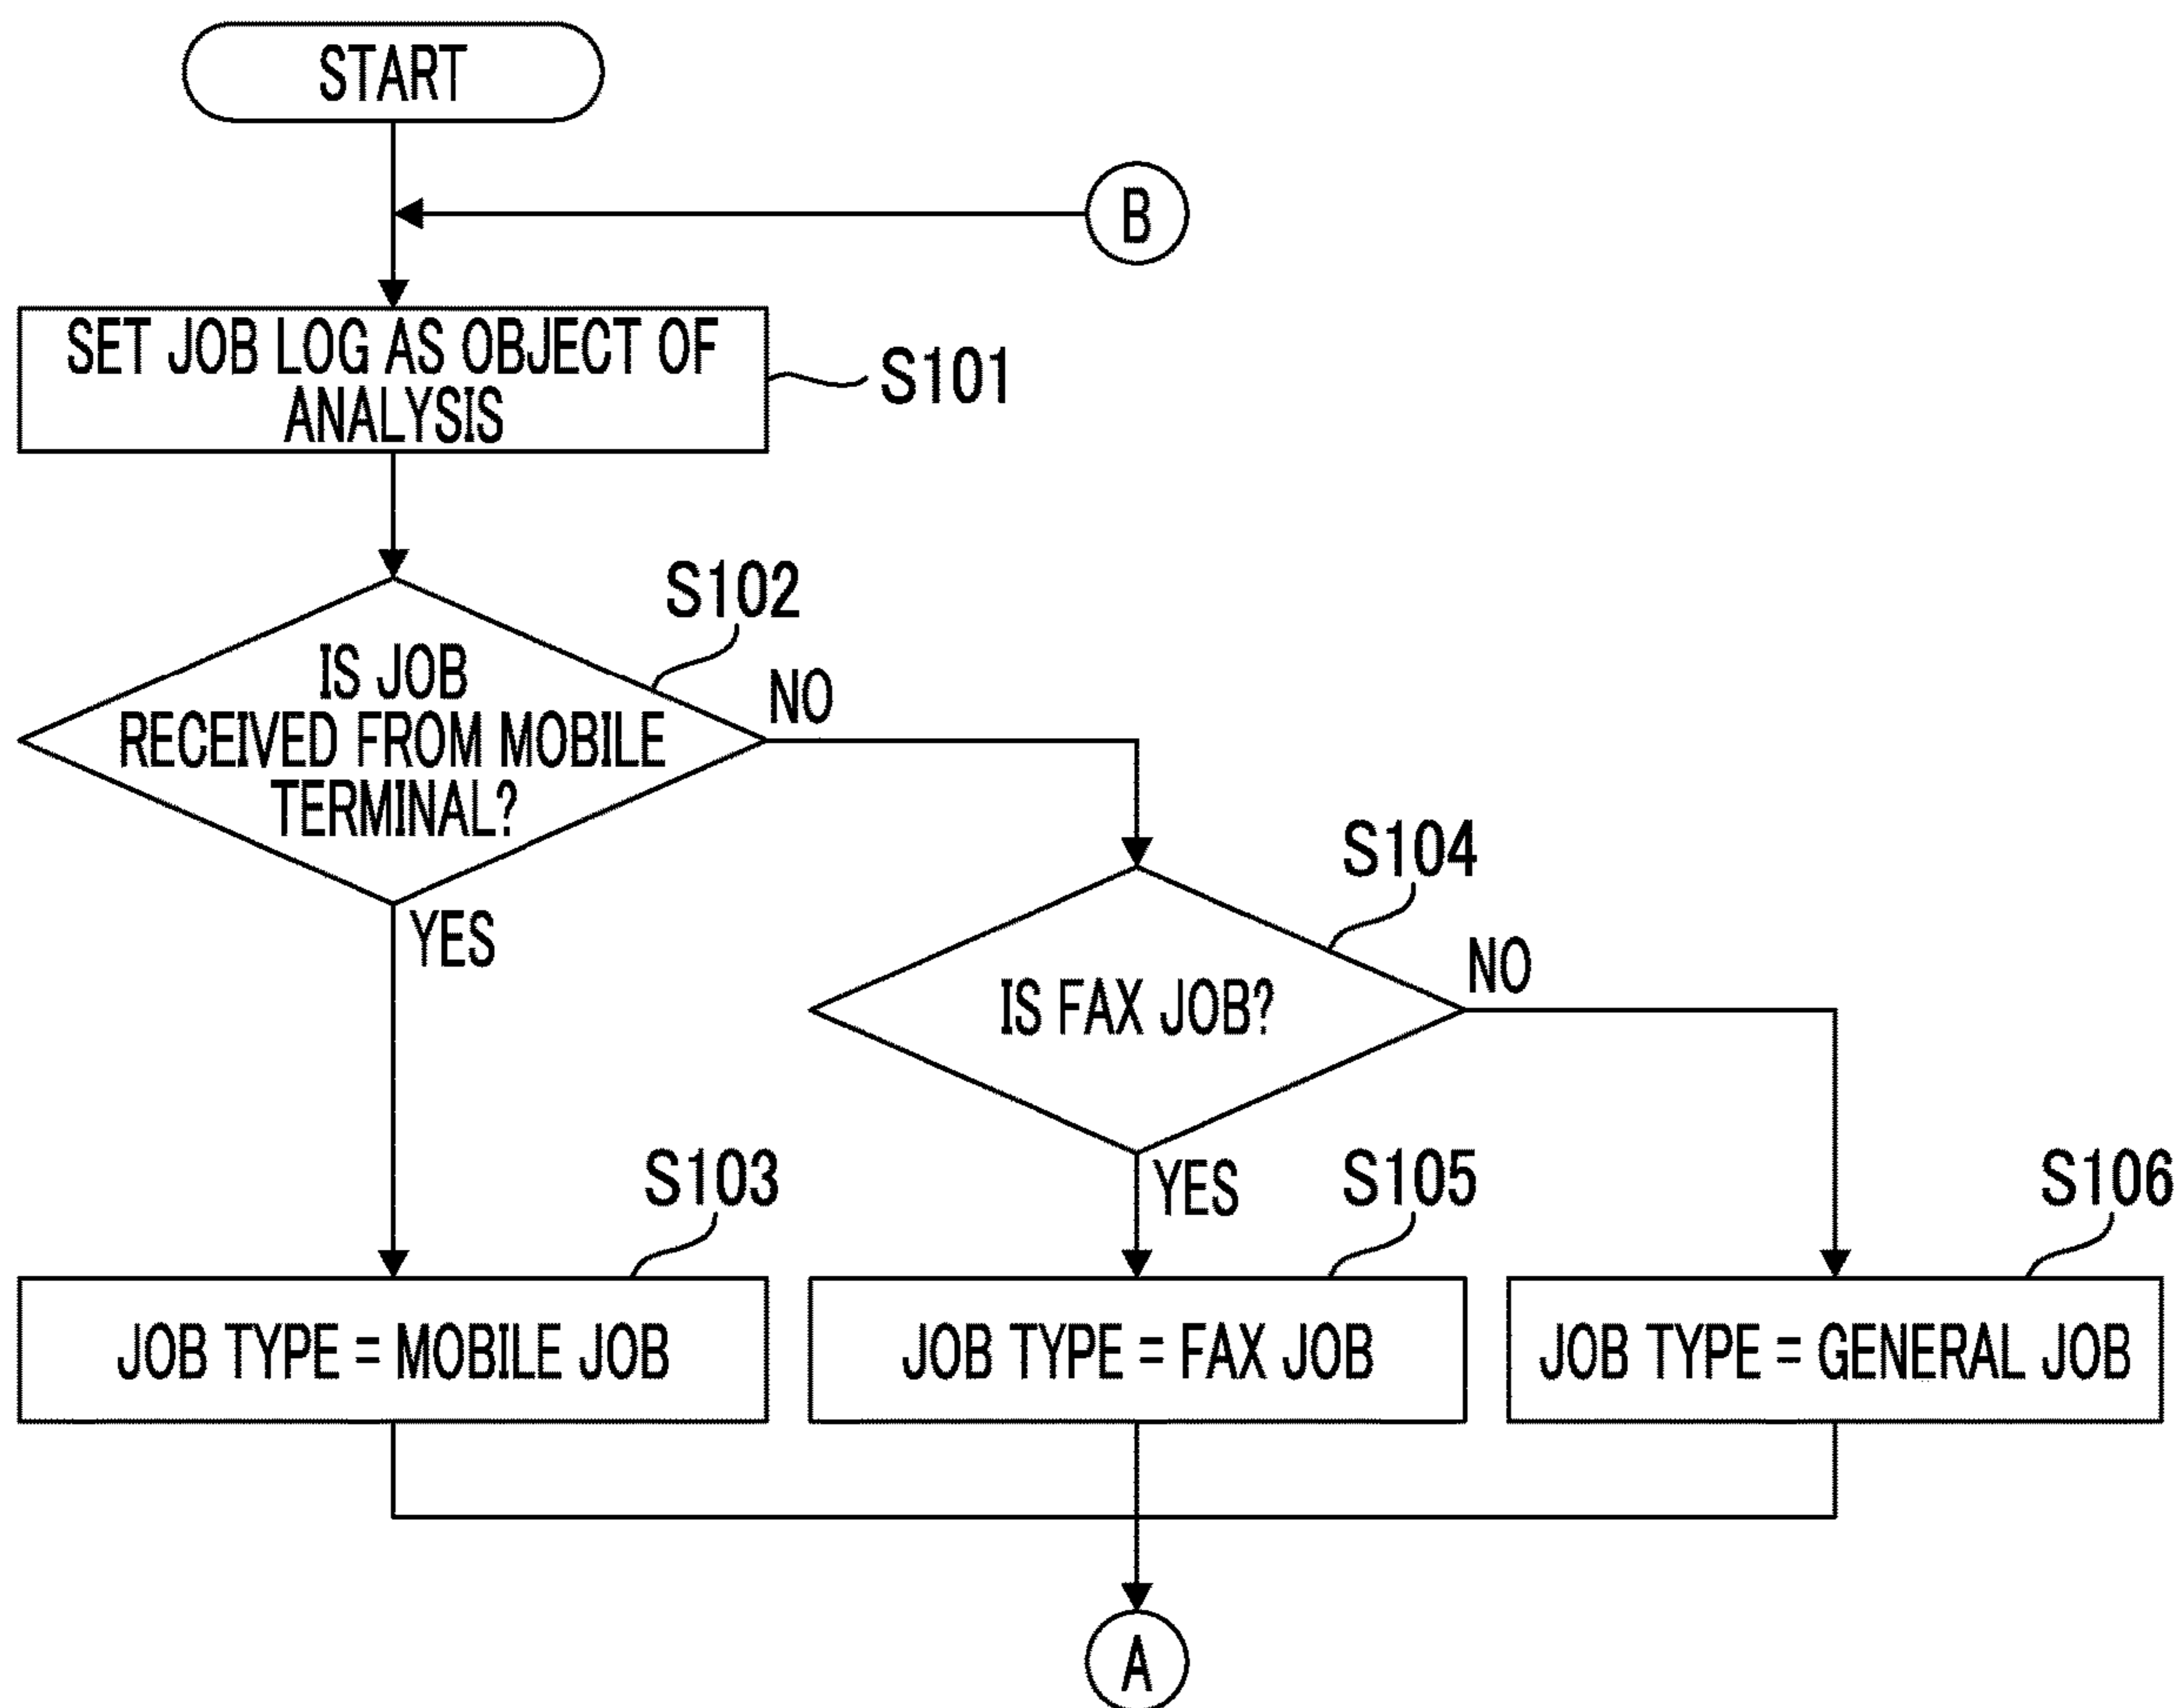 START
B
SET JOB LOG AS OBJECT OF
ANALYSIS
S101
S102
IS JOB
RECEIVED FROM MOBILE
TERMINAL?
NO
YES
S104
IS FAX JOB?
NO
YES
S103
JOB TYPE = MOBILE JOB
S105
JOB TYPE = FAX JOB
S106
JOB TYPE = GENERAL JOB
A